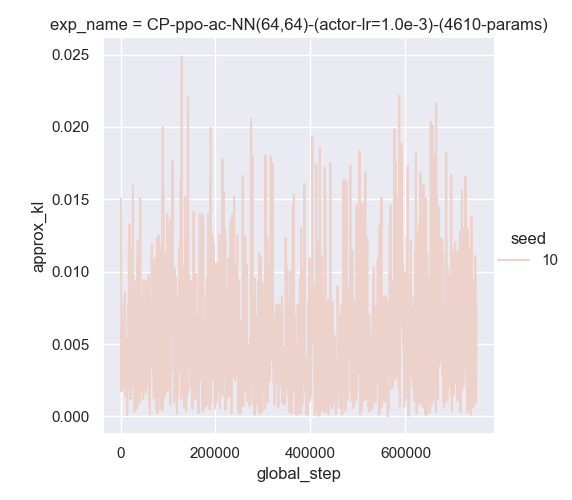 exp_name = CP-ppo-ac-NN(64,64)-(actor-lr=1.0e-3)-(4610-params)
0.025
0.020
0.015
0.010
0.005
0.000
approx_kl
0 200000 400000 600000
global_step
seed
10